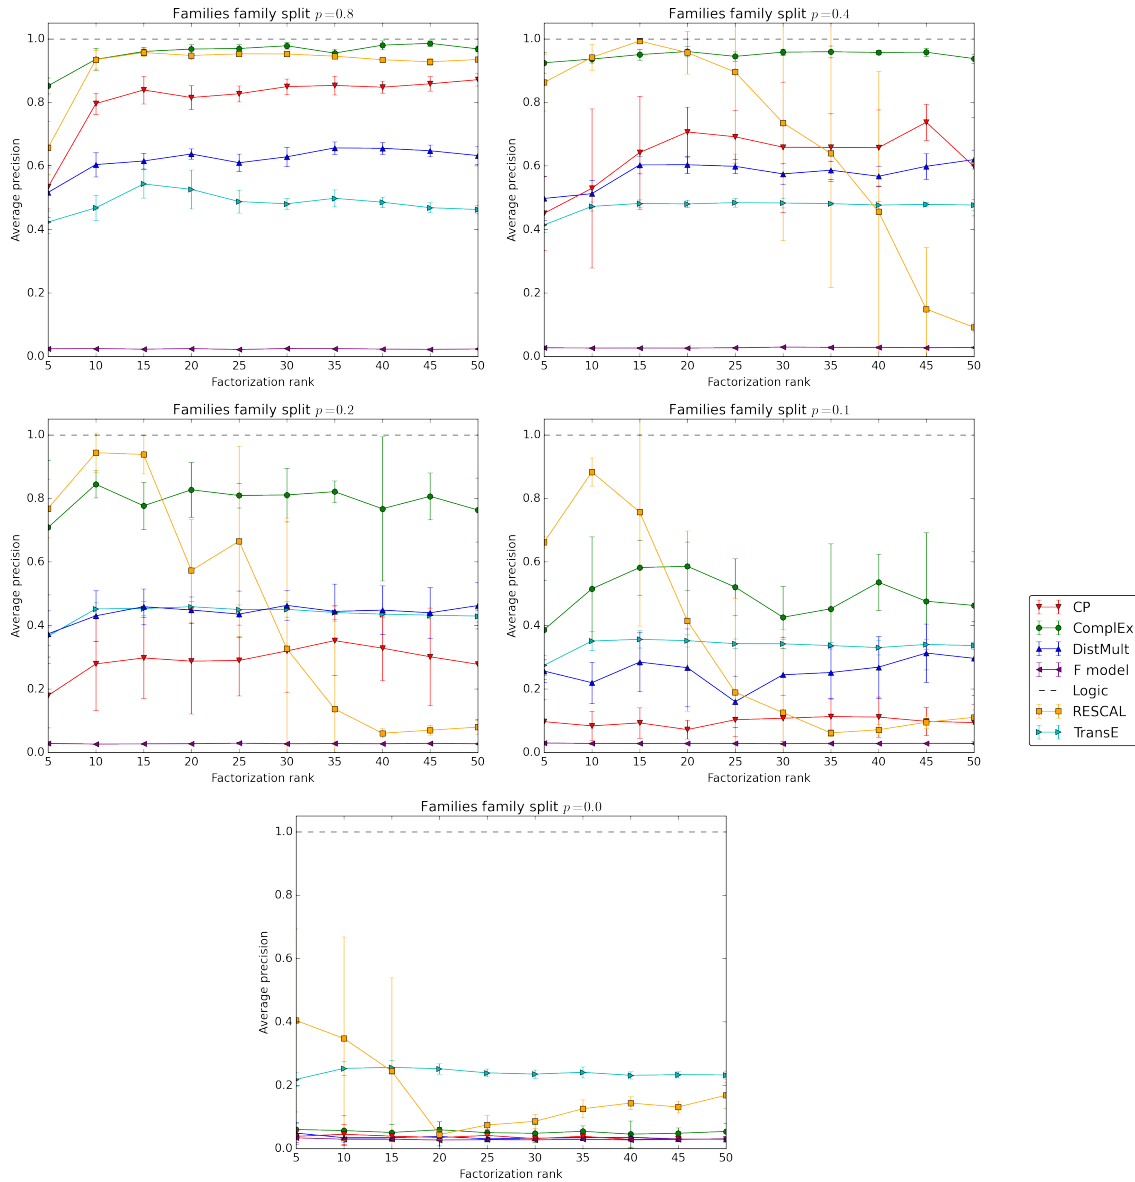 Families family split p=0.8
Families family split p=0.4
1.0
0.8
0.6
0.4
0.2
0.0
Average precision
5 10 15 20 25 30 35 40 45 50
Factorization rank
1.0
0.8
0.6
0.4
0.2
0.0
Average precision
5 10 15 20 25 30 35 40 45 50
Factorization rank
Families family split p=0.2
Families family split p=0.1
1.0
0.8
0.6
0.4
0.2
0.0
Average precision
5 10 15 20 25 30 35 40 45 50
Factorization rank
1.0
0.8
0.6
0.4
0.2
0.0
Average precision
5 10 15 20 25 30 35 40 45 50
Factorization rank
CP
ComplEx
DistMult
F model
Logic
RESCAL
TransE
Families family split p=0.0
1.0
0.8
0.6
0.4
0.2
0.0
Average precision
5 10 15 20 25 30 35 40 45 50
Factorization rank